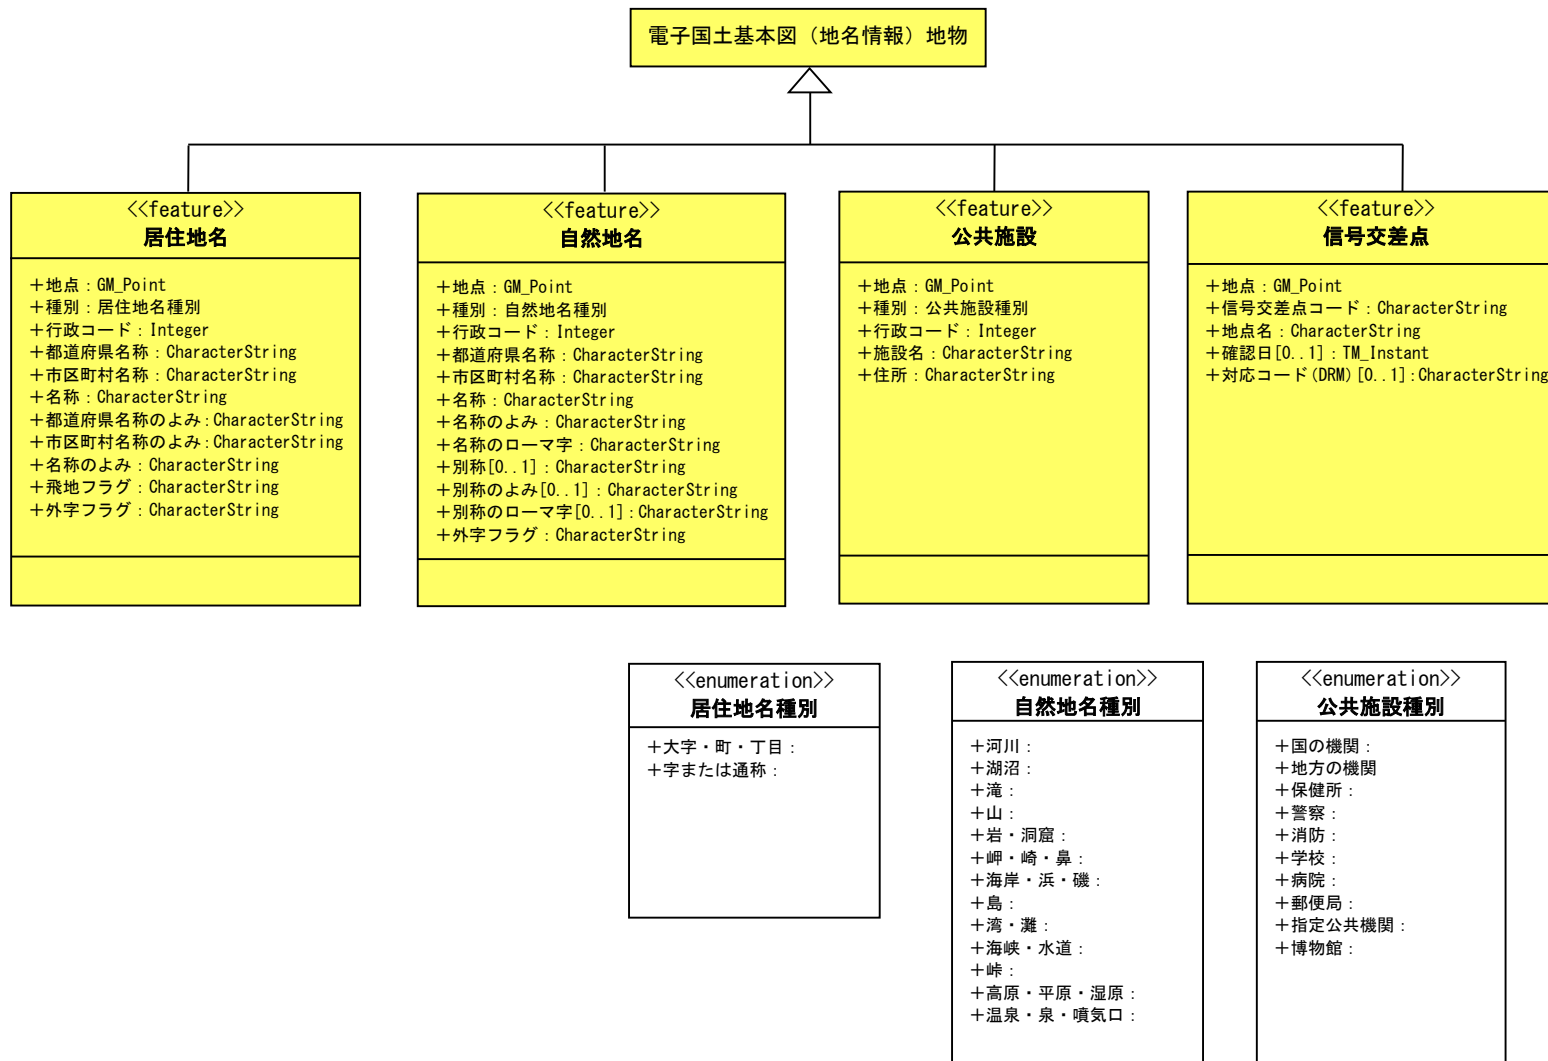 電子国土基本図（地名情報）地物
<<feature>>
居住地名
＋地点：GM_Point
＋種別：居住地名種別
＋行政コード：Integer
＋都道府県名称：CharacterString
＋市区町村名称：CharacterString
＋名称：CharacterString
＋都道府県名称のよみ：CharacterString
＋市区町村名称のよみ：CharacterString
＋名称のよみ：CharacterString
＋飛地フラグ：CharacterString
＋外字フラグ：CharacterString
<<feature>>
自然地名
＋地点：GM_Point
＋種別：自然地名種別
＋行政コード：Integer
＋都道府県名称：CharacterString
＋市区町村名称：CharacterString
＋名称：CharacterString
＋名称のよみ：CharacterString
＋名称のローマ字：CharacterString
＋別称[0..1]：CharacterString
＋別称のよみ[0..1]：CharacterString
＋別称のローマ字[0..1]：CharacterString
＋外字フラグ：CharacterString
<<feature>>
公共施設
＋地点：GM_Point
＋種別：公共施設種別
＋行政コード：Integer
＋施設名：CharacterString
＋住所：CharacterString
<<feature>>
信号交差点
＋地点：GM_Point
＋信号交差点コード：CharacterString
＋地点名：CharacterString
＋確認日[0..1]：TM_Instant
＋対応コード(DRM)[0..1]：CharacterString
<<enumeration>>
居住地名種別
＋大字・町・丁目：
＋字または通称：
<<enumeration>>
自然地名種別
＋河川：
＋湖沼：
＋滝：
＋山：
＋岩・洞窟：
＋岬・崎・鼻：
＋海岸・浜・磯：
＋島：
＋湾・灘：
＋海峡・水道：
＋峠：
＋高原・平原・湿原：
＋温泉・泉・噴気口：
<<enumeration>>
公共施設種別
＋国の機関：
＋地方の機関
＋保健所：
＋警察：
＋消防：
＋学校：
＋病院：
＋郵便局：
＋指定公共機関：
＋博物館：